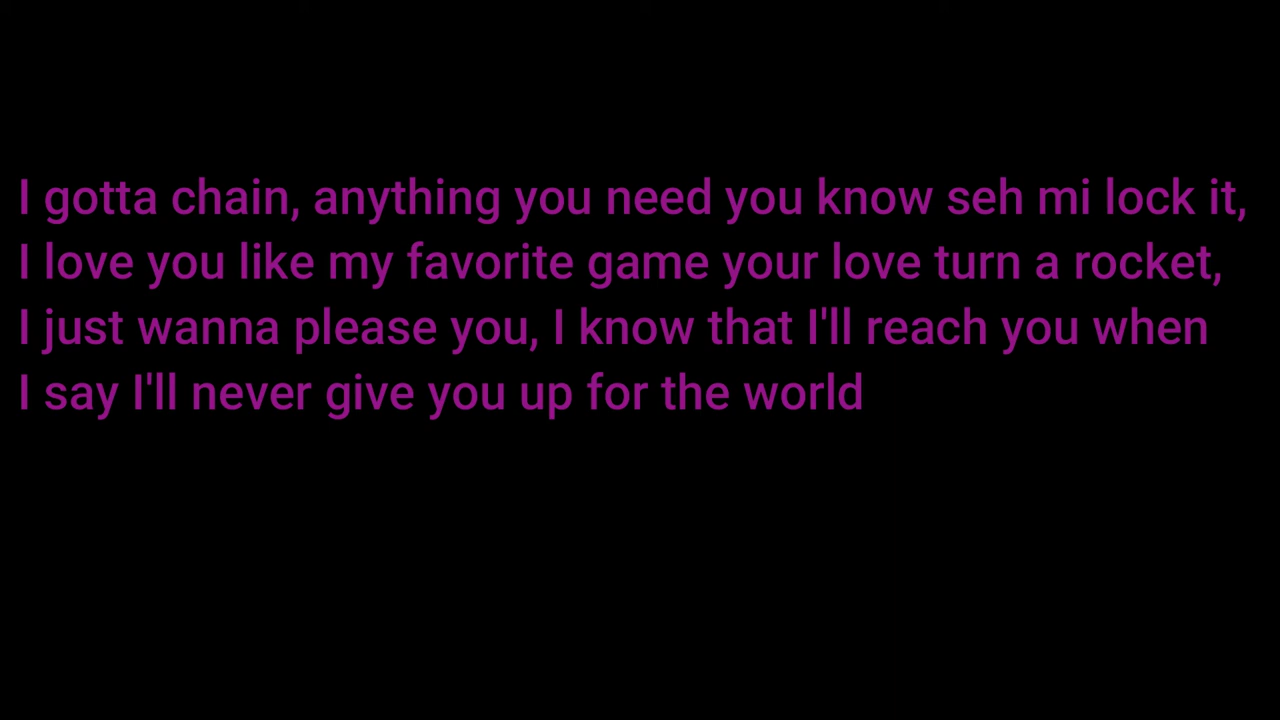 I gotta chain, anything you need you know seh mi lock it,
I love you like my favorite game your love turn a rocket,
I just wanna please you, I know that I'll reach you when
I say I'll never give you up for the world